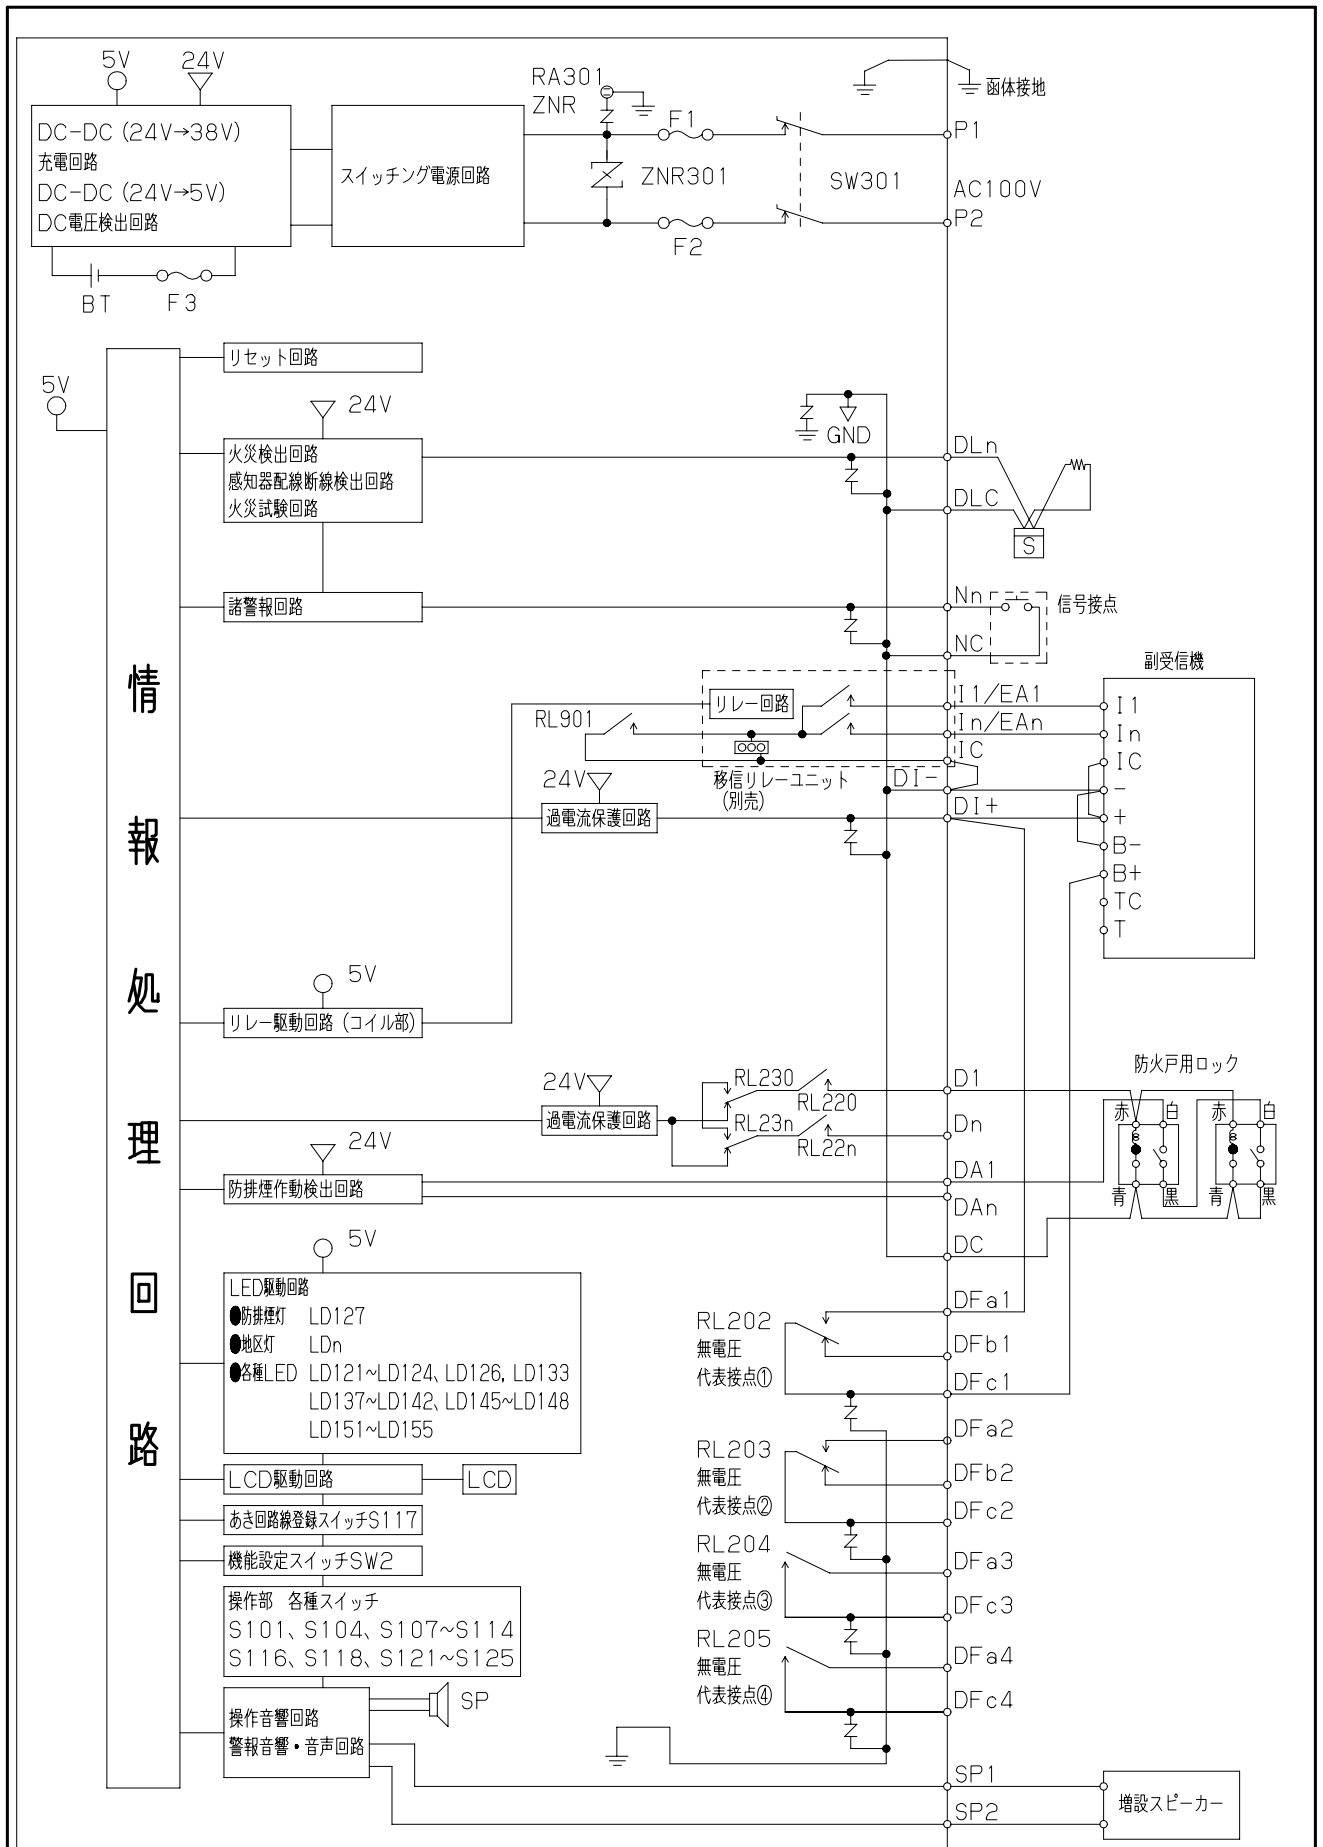 5V
24V
DC-DC (24V→38V)
充電回路
DC-DC (24V→5V)
DC電圧検出回路
BT
F3
スイッチング電源回路
RA301
ZNR
ZNR301
F1
F2
SW301
函体接地
P1
AC100V
P2
5V
情報処理回路
リセット回路
24V
火災検出回路
感知器配線断線検出回路
火災試験回路
GND
DLn
DLC
S
諸警報回路
Nn
NC
信号接点
リレー回路
RL901
移信リレーユニット
(別売)
I1/EA1
In/EAn
IC
DI-
DI+
24V
過電流保護回路
副受信機
I1
In
IC
-
+
B-
B+
TC
T
5V
リレー駆動回路 (コイル部)
24V
過電流保護回路
RL230
RL220
RL23n
RL22n
D1
Dn
24V
防排煙作動検出回路
DA1
DAn
DC
防火戸用ロック
赤 白 赤 白
青 黒 青 黒
5V
LED駆動回路
●防排煙灯 LD127
●地区灯 LDn
●各種LED LD121~LD124、LD126, LD133
LD137~LD142、LD145~LD148
LD151~LD155
LCD駆動回路
LCD
あき回路線登録スイッチS117
機能設定スイッチSW2
操作部 各種スイッチ
S101、S104、S107~S114
S116、S118、S121~S125
操作音響回路
警報音響・音声回路
SP
RL202
無電圧
代表接点①
DFa1
DFb1
DFc1
RL203
無電圧
代表接点②
DFa2
DFb2
DFc2
RL204
無電圧
代表接点③
DFa3
DFc3
RL205
無電圧
代表接点④
DFa4
DFc4
SP1
SP2
増設スピーカー